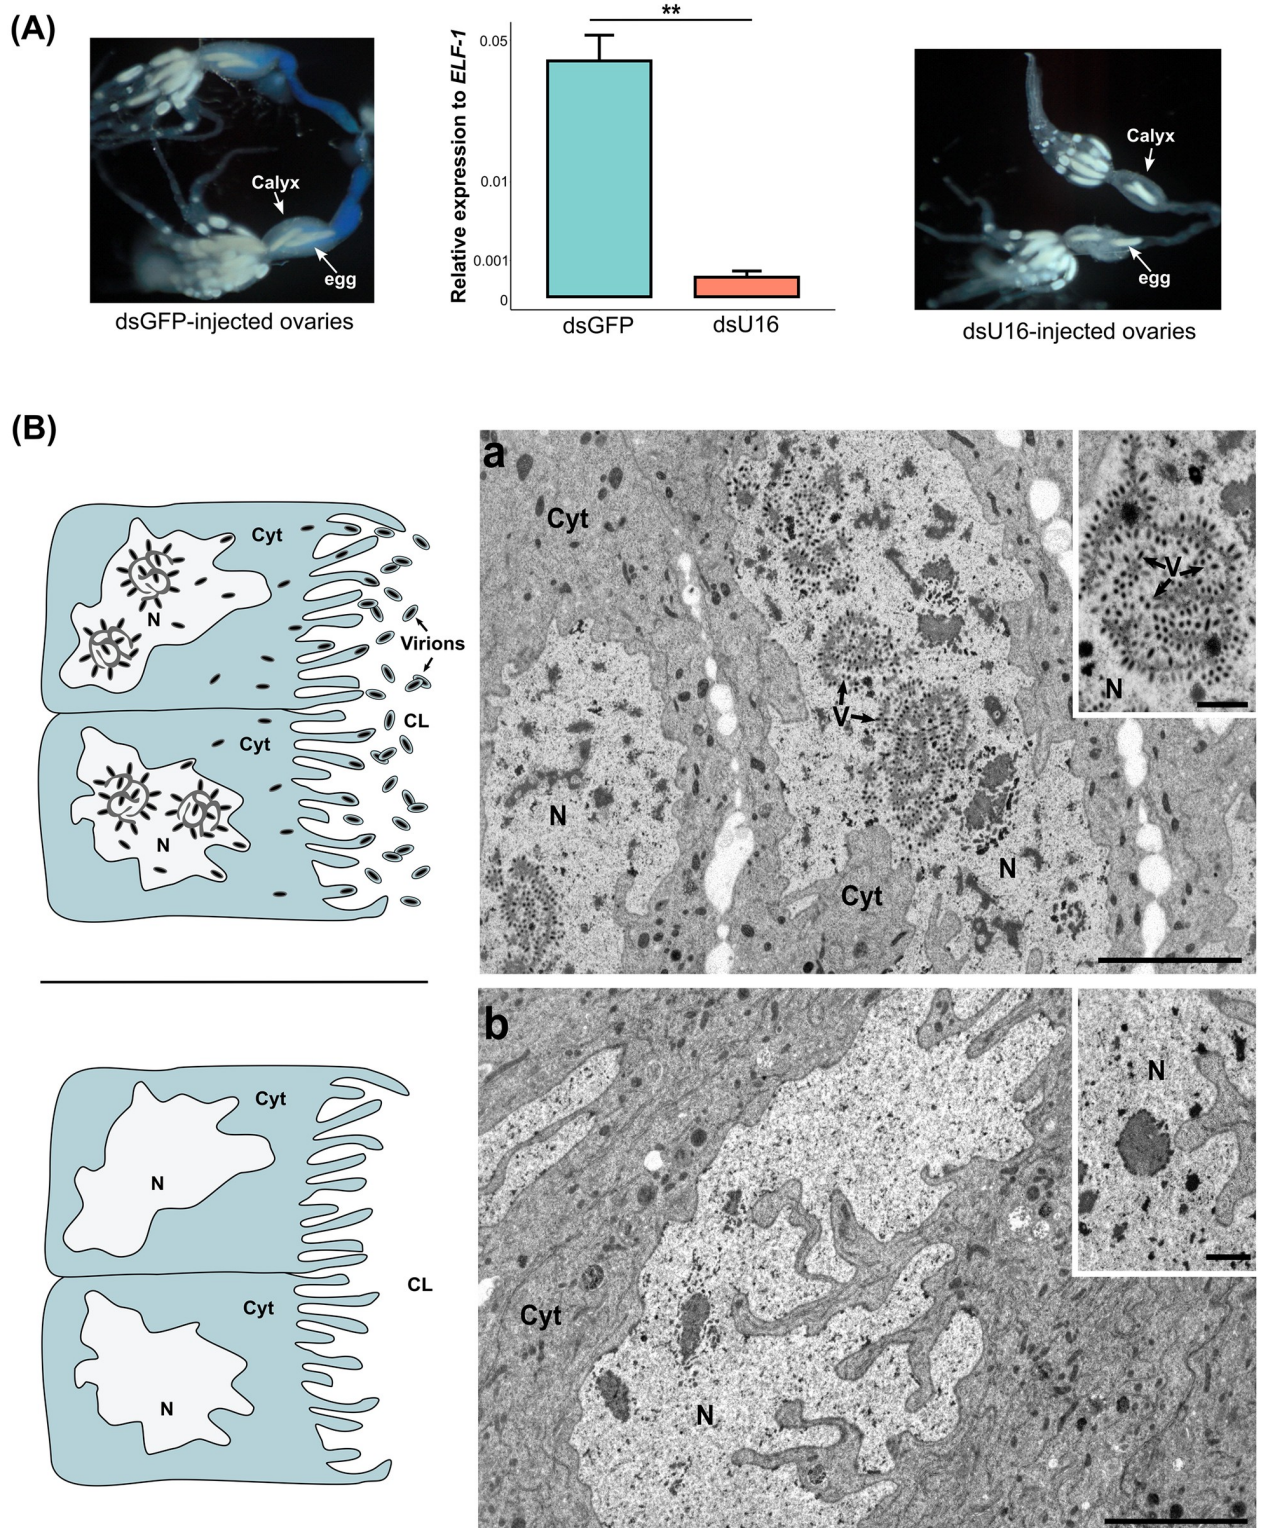 (A)
Calyx
egg
dsGFP-injected ovaries
Relative expression to ELF-1
**
0.05
0.01
0.001
0
dsGFP
dsU16
Calyx
egg
dsU16-injected ovaries
(B)
Cyt
N
Virions
CL
Cyt
N
a
Cyt
V
N
N
Cyt
V
N
Cyt
N
CL
Cyt
N
b
Cyt
N
N